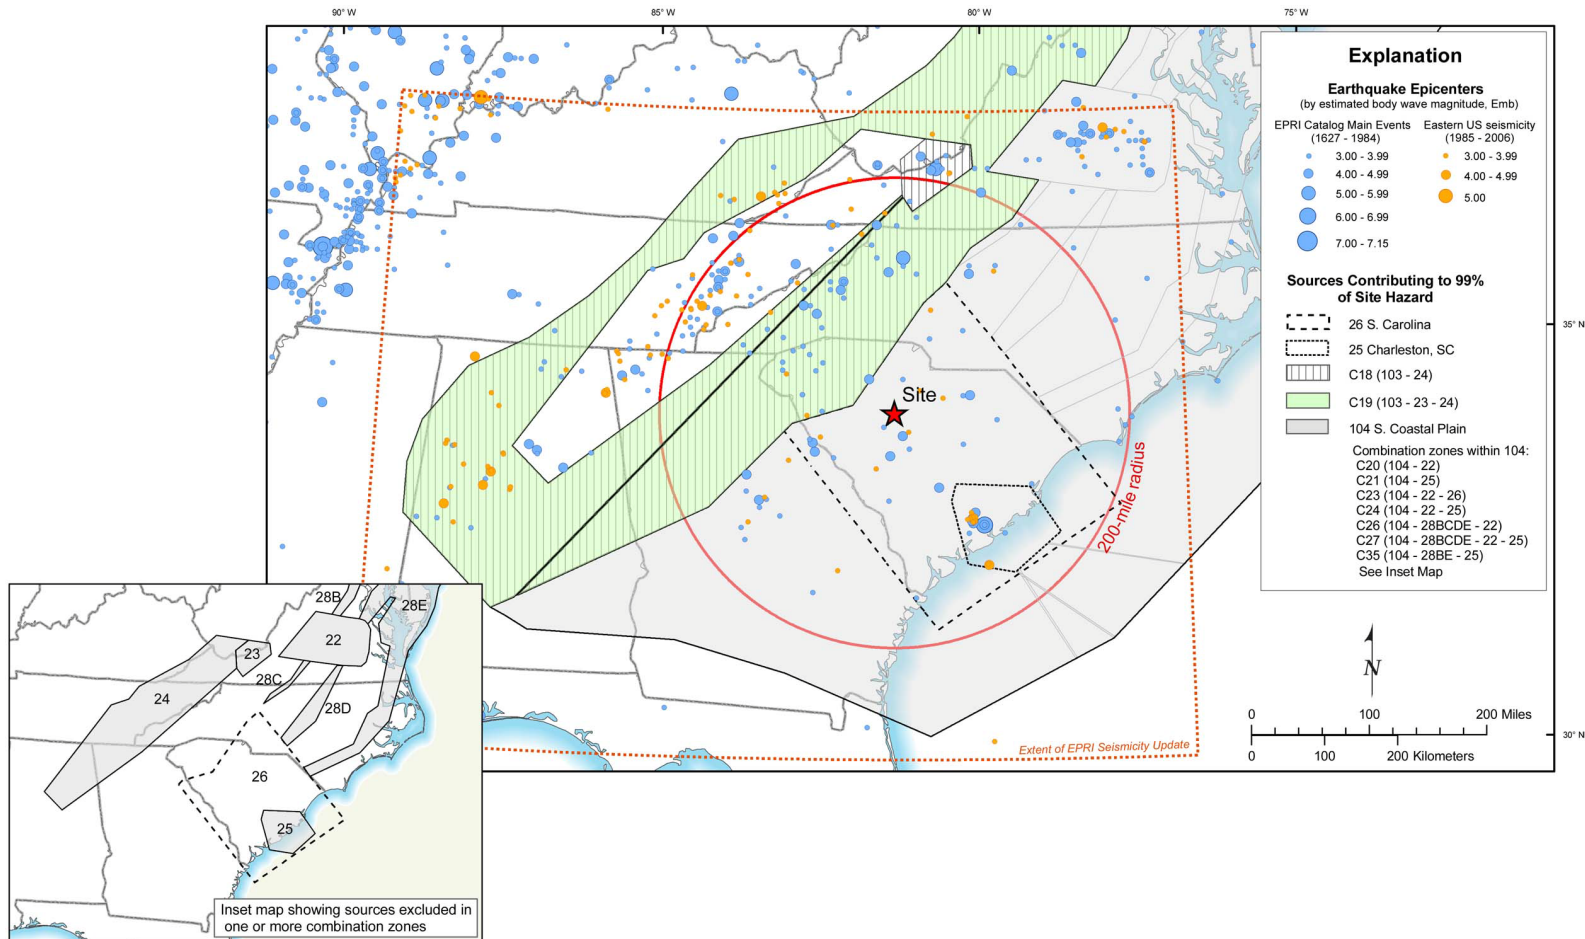 90° W
85° W
80° W
75° W
Explanation
Earthquake Epicenters
(by estimated body wave magnitude, Emb)
EPRI Catalog Main Events
(1627 - 1984)
Eastern US seismicity
(1985 - 2006)
3.00 - 3.99
3.00 - 3.99
4.00 - 4.99
4.00 - 4.99
5.00 - 5.99
5.00
6.00 - 6.99
7.00 - 7.15
Sources Contributing to 99%
of Site Hazard
26 S. Carolina
25 Charleston, SC
C18 (103 - 24)
C19 (103 - 23 - 24)
104 S. Coastal Plain
Combination zones within 104:
C20 (104 - 22)
C21 (104 - 25)
C23 (104 - 22 - 26)
C24 (104 - 22 - 25)
C26 (104 - 28BCDE - 22)
C27 (104 - 28BCDE - 22 - 25)
C35 (104 - 28BE - 25)
See Inset Map
35° N
Site
200-mile radius
N
0 100 200 Miles
0 100 200 Kilometers
30° N
Extent of EPRI Seismicity Update
28B
28E
22
23
28C
24
28D
26
25
Inset map showing sources excluded in
one or more combination zones